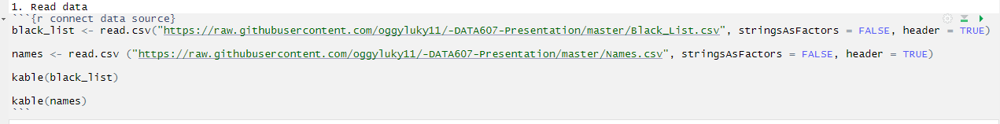 1. Read data
```{r connect data source}
black_list <- read.csv("https://raw.githubusercontent.com/oggyluky11/-DATA607-Presentation/master/Black_List.csv", stringsAsFactors = FALSE, header = TRUE)
names <- read.csv ("https://raw.githubusercontent.com/oggyluky11/-DATA607-Presentation/master/Names.csv", stringsAsFactors = FALSE, header = TRUE)
kable(black_list)
kable(names)
```